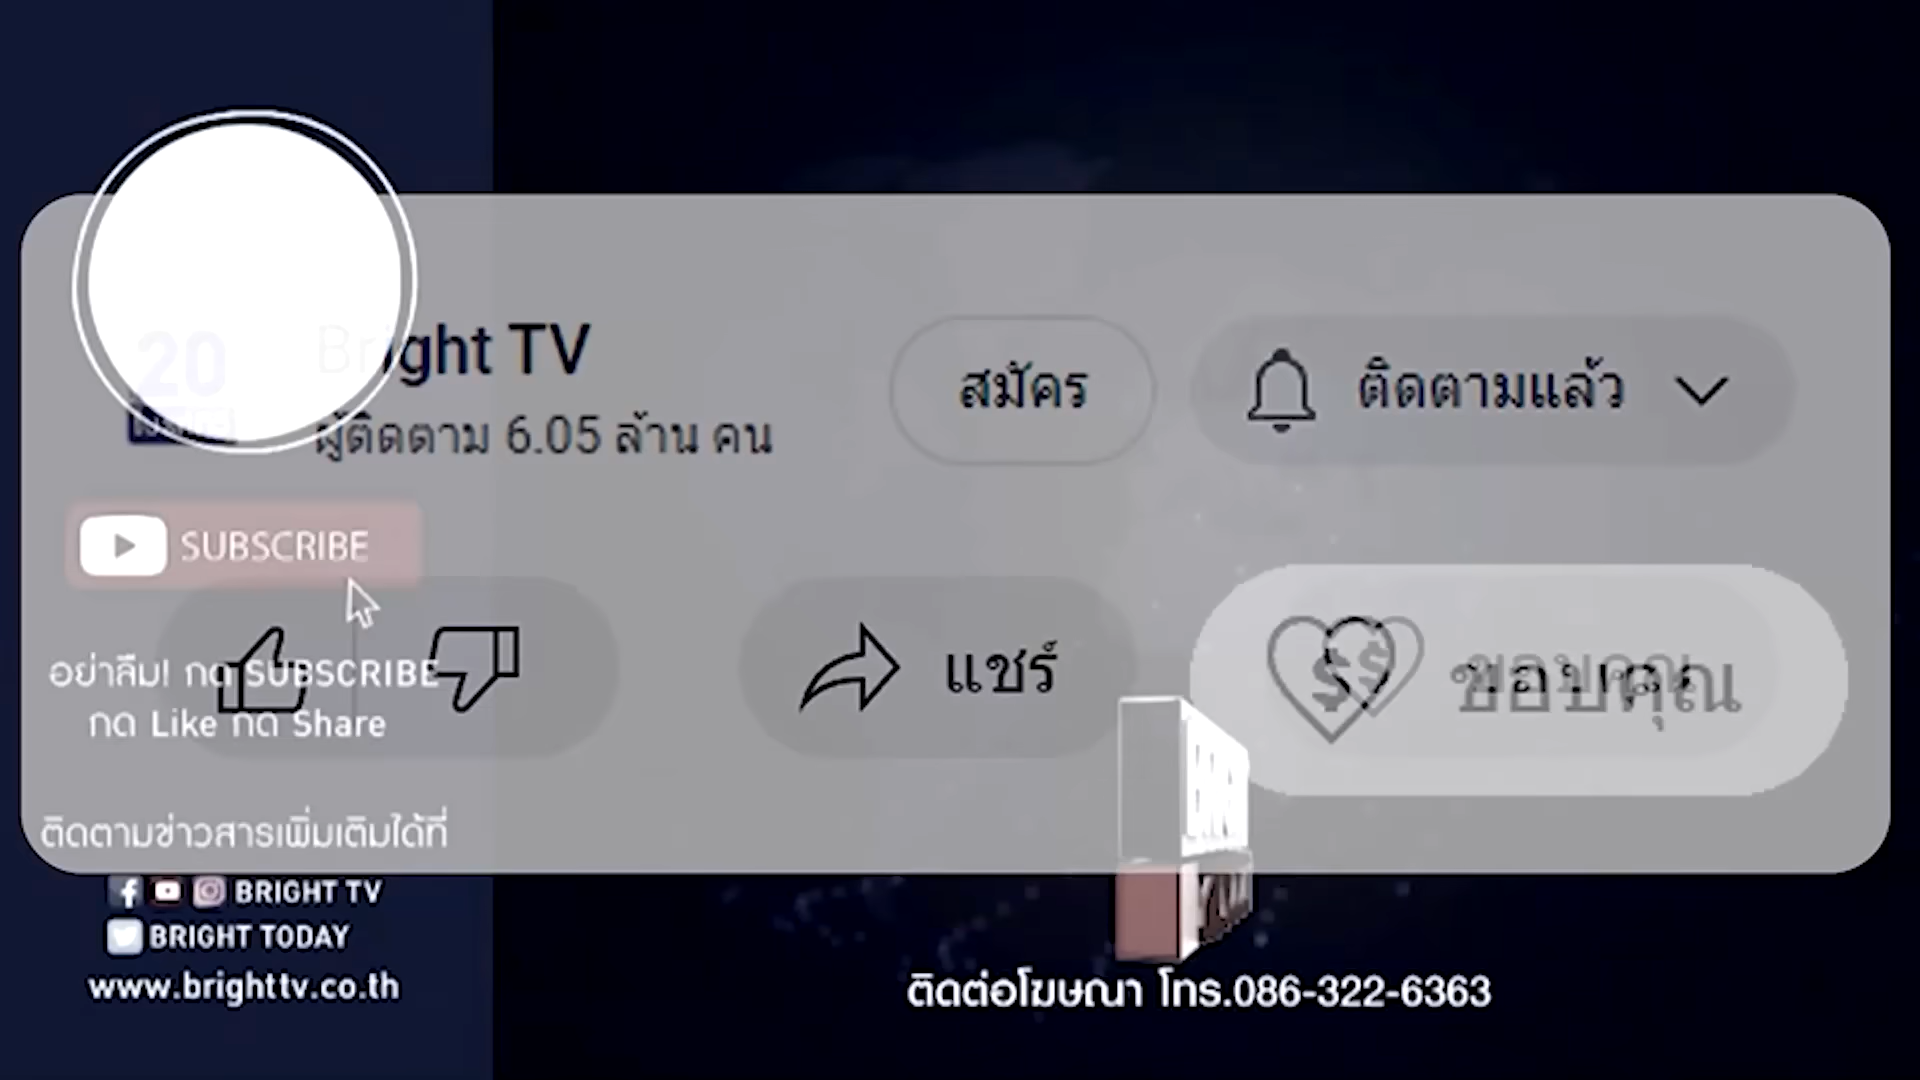 20
Bright TV
ผู้ติดตาม 6.05 ล้าน คน
สมัคร
ติดตามแล้ว
SUBSCRIBE
อย่าลืม! กด SUBSCRIBE
กด Like กด Share
แชร์
ขอบคุณ
ติดตามข่าวสารเพิ่มเติมได้ที่
BRIGHT TV
BRIGHT TODAY
www.brighttv.co.th
ติดต่อโฆษณา โทร.086-322-6363